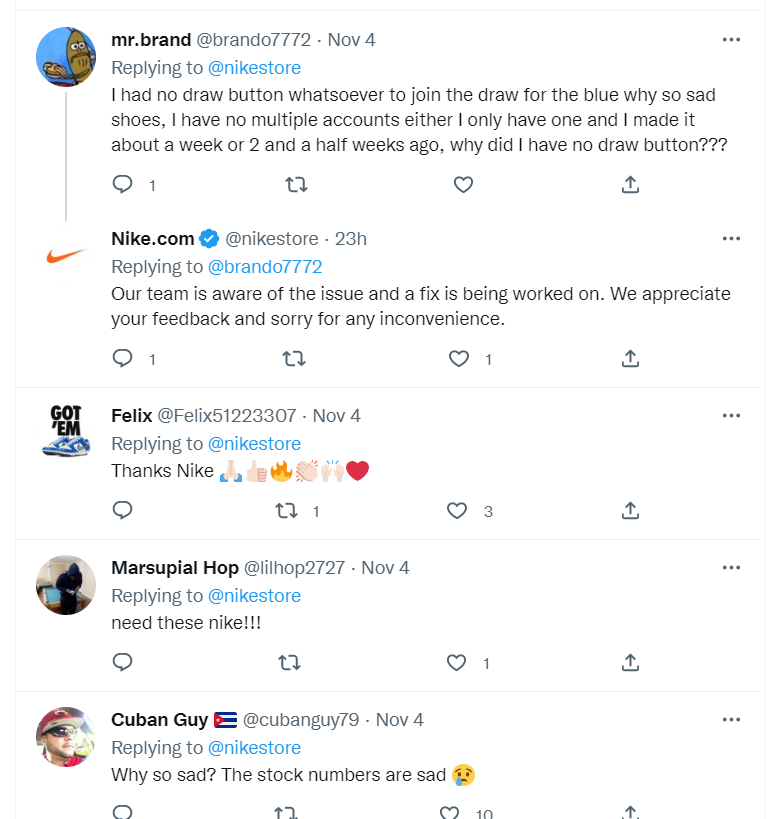 mr.brand @brando7772 · Nov 4
Replying to @nikestore
I had no draw button whatsoever to join the draw for the blue why so sad
shoes, I have no multiple accounts either I only have one and I made it
about a week or 2 and a half weeks ago, why did I have no draw button???
1
Nike.com @nikestore · 23h
Replying to @brando7772
Our team is aware of the issue and a fix is being worked on. We appreciate
your feedback and sorry for any inconvenience.
1 1
GOT
'EM
Felix @Felix51223307 · Nov 4
Replying to @nikestore
Thanks Nike 🙏🏻👍🏻🔥👏🏻🙌🏻❤️
1 3
Marsupial Hop @lilhop2727 · Nov 4
Replying to @nikestore
need these nike!!!
1
Cuban Guy 🇨🇺 @cubanguy79 · Nov 4
Replying to @nikestore
Why so sad? The stock numbers are sad 😢
10